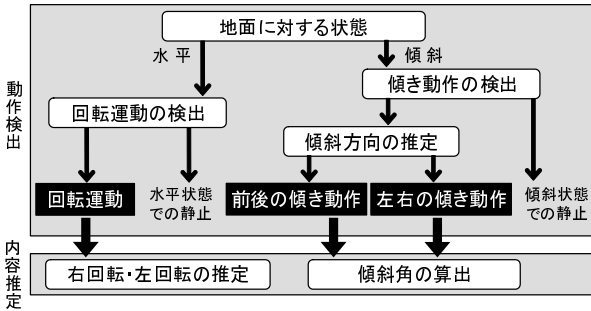 地面に対する状態
水平
傾斜
傾き動作の検出
回転運動の検出
傾斜方向の推定
動作検出
回転運動
水平状態
での静止
前後の傾き動作
左右の傾き動作
傾斜状態
での静止
内容推定
右回転・左回転の推定
傾斜角の算出